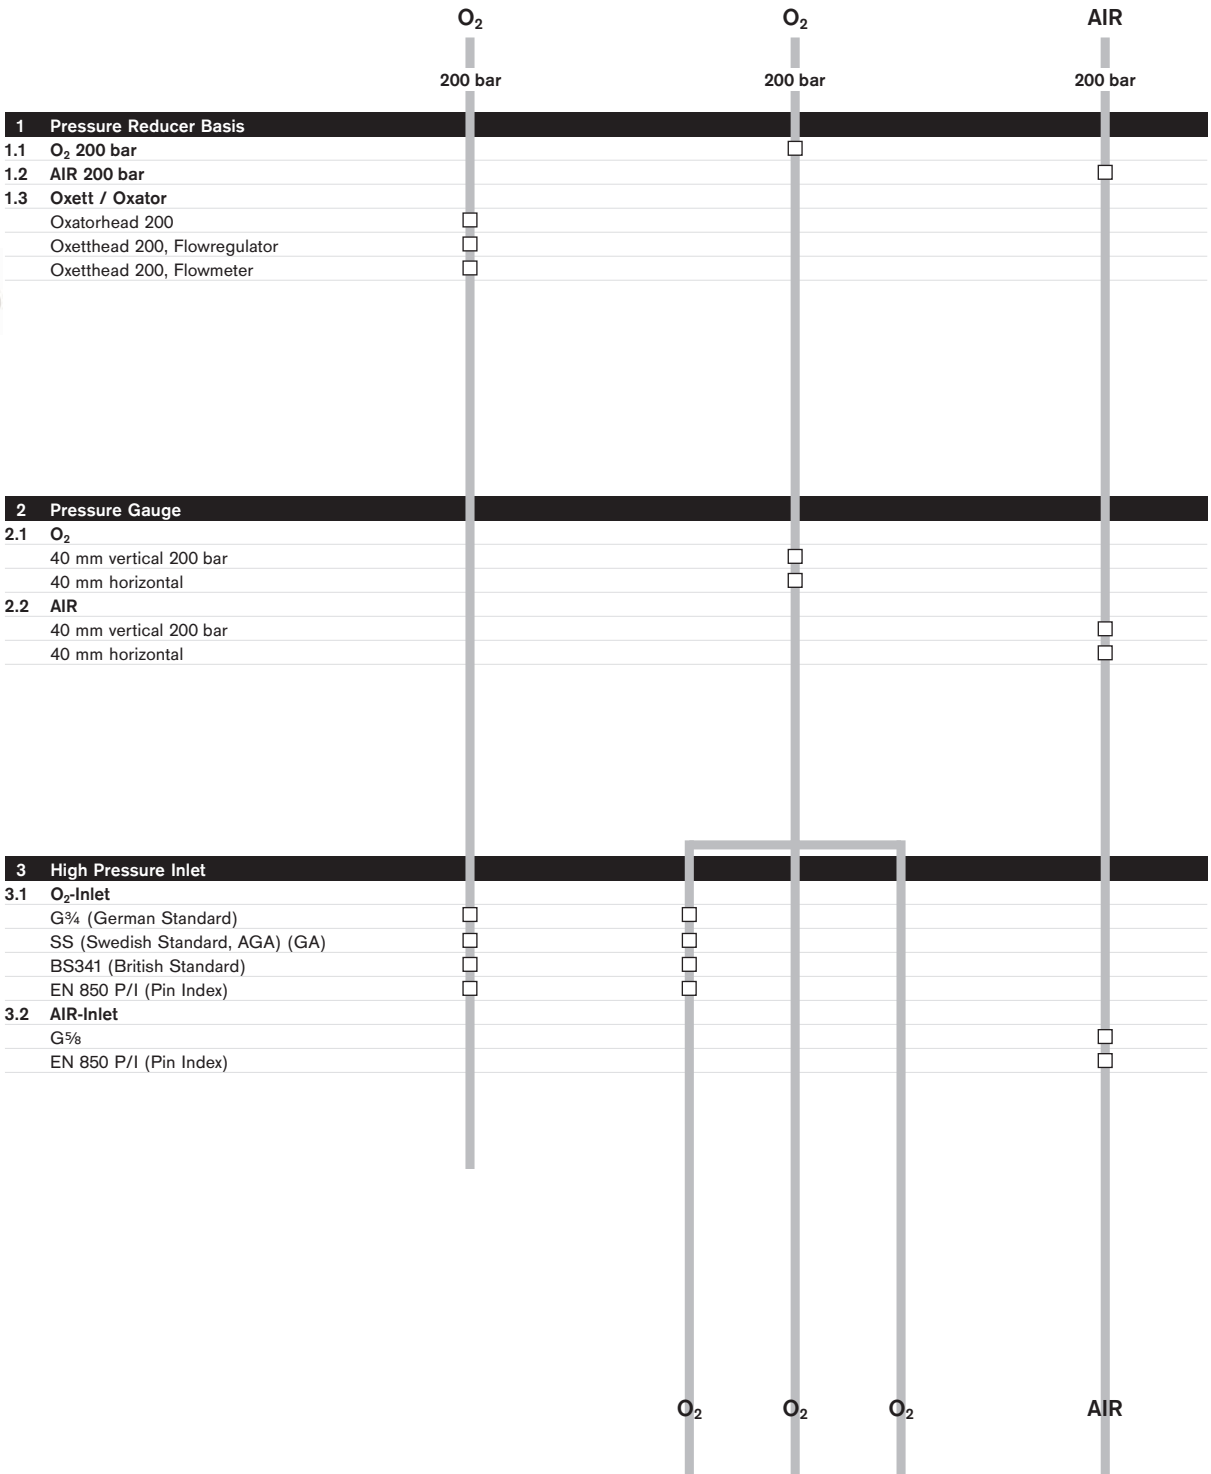 O₂ O₂ AIR
200 bar 200 bar 200 bar
1 Pressure Reducer Basis
1.1 O₂ 200 bar
1.2 AIR 200 bar
1.3 Oxett / Oxator
Oxatorhead 200
Oxetthead 200, Flowregulator
Oxetthead 200, Flowmeter
2 Pressure Gauge
2.1 O₂
40 mm vertical 200 bar
40 mm horizontal
2.2 AIR
40 mm vertical 200 bar
40 mm horizontal
3 High Pressure Inlet
3.1 O₂-Inlet
G¾ (German Standard)
SS (Swedish Standard, AGA) (GA)
BS341 (British Standard)
EN 850 P/I (Pin Index)
3.2 AIR-Inlet
G⅝
EN 850 P/I (Pin Index)
O₂ O₂ O₂ AIR